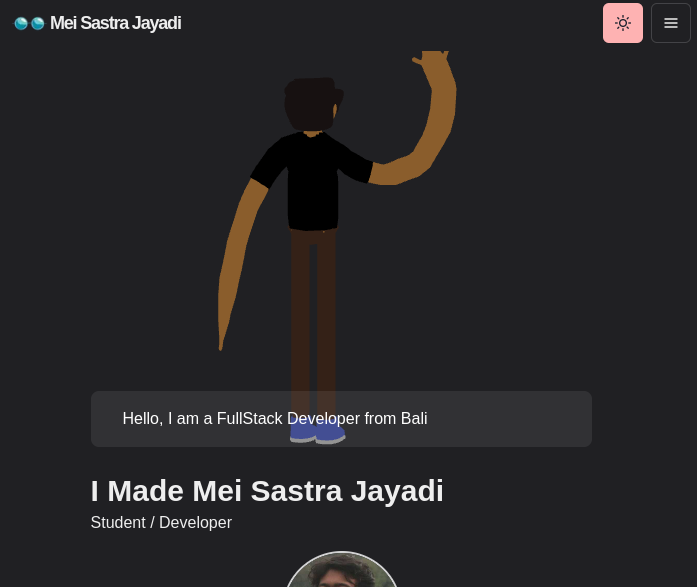 Mei Sastra Jayadi
Hello, I am a FullStack Developer from Bali
I Made Mei Sastra Jayadi
Student / Developer